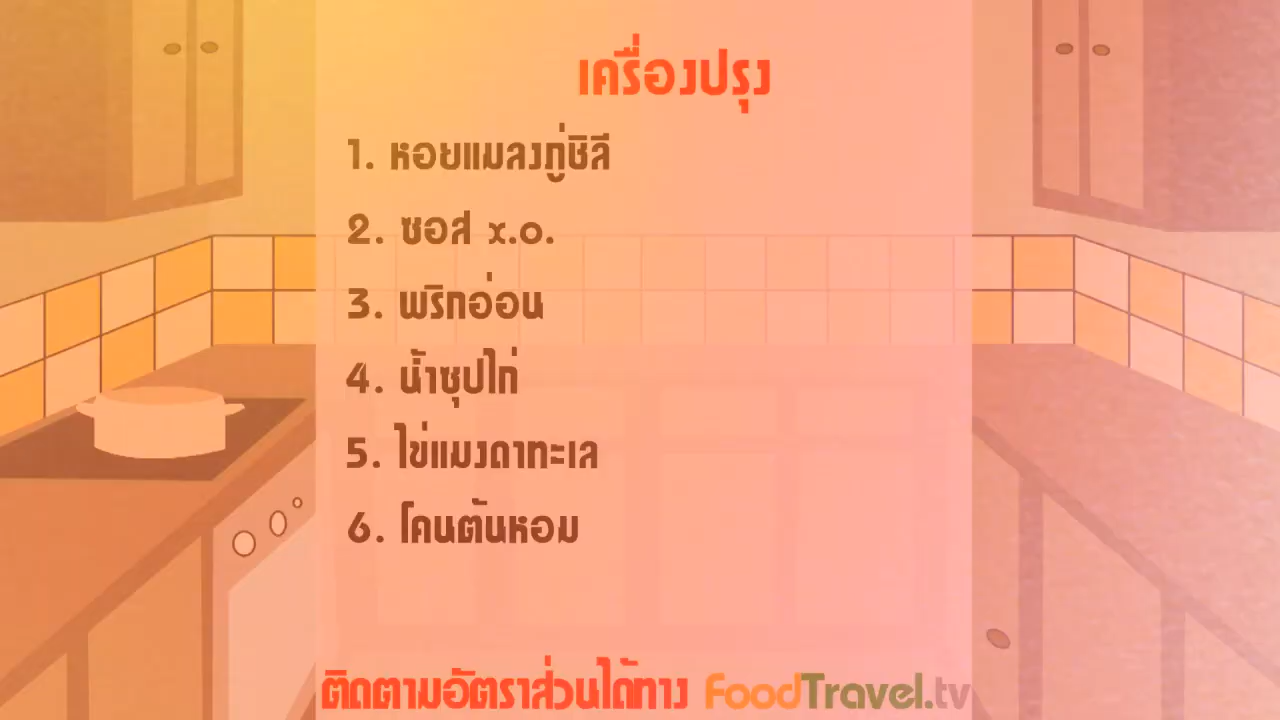 เครื่องปรุง
1. หอยแมลงภู่ชิลี
2. ซอส x.o.
3. พริกอ่อน
4. น้ำซุปไก่
5. ไข่แมงดาทะเล
6. โคนต้นหอม
ติดตามอัตราส่วนได้ทาง FoodTravel.tv